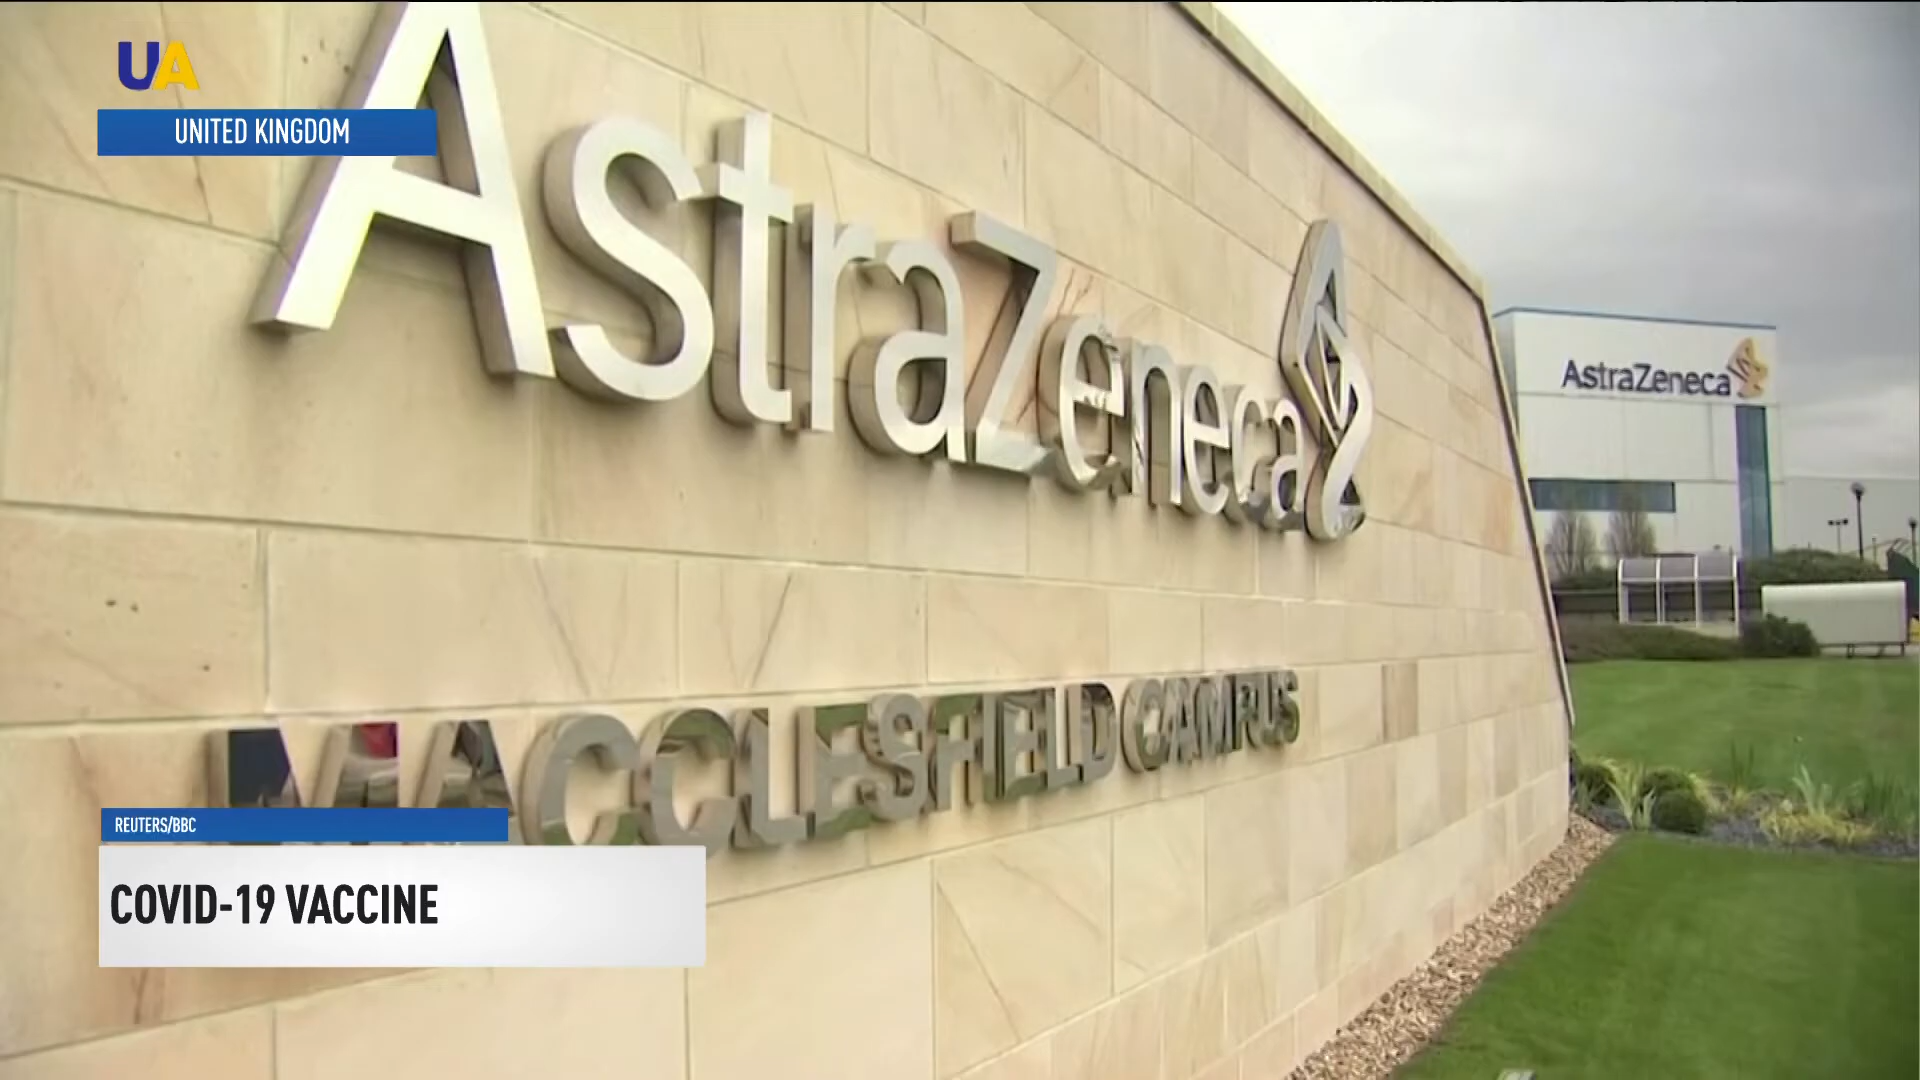 UA
UNITED KINGDOM
AstraZeneca
AstraZeneca
MACCLESFIELD CAMPUS
REUTERS/BBC
COVID-19 VACCINE